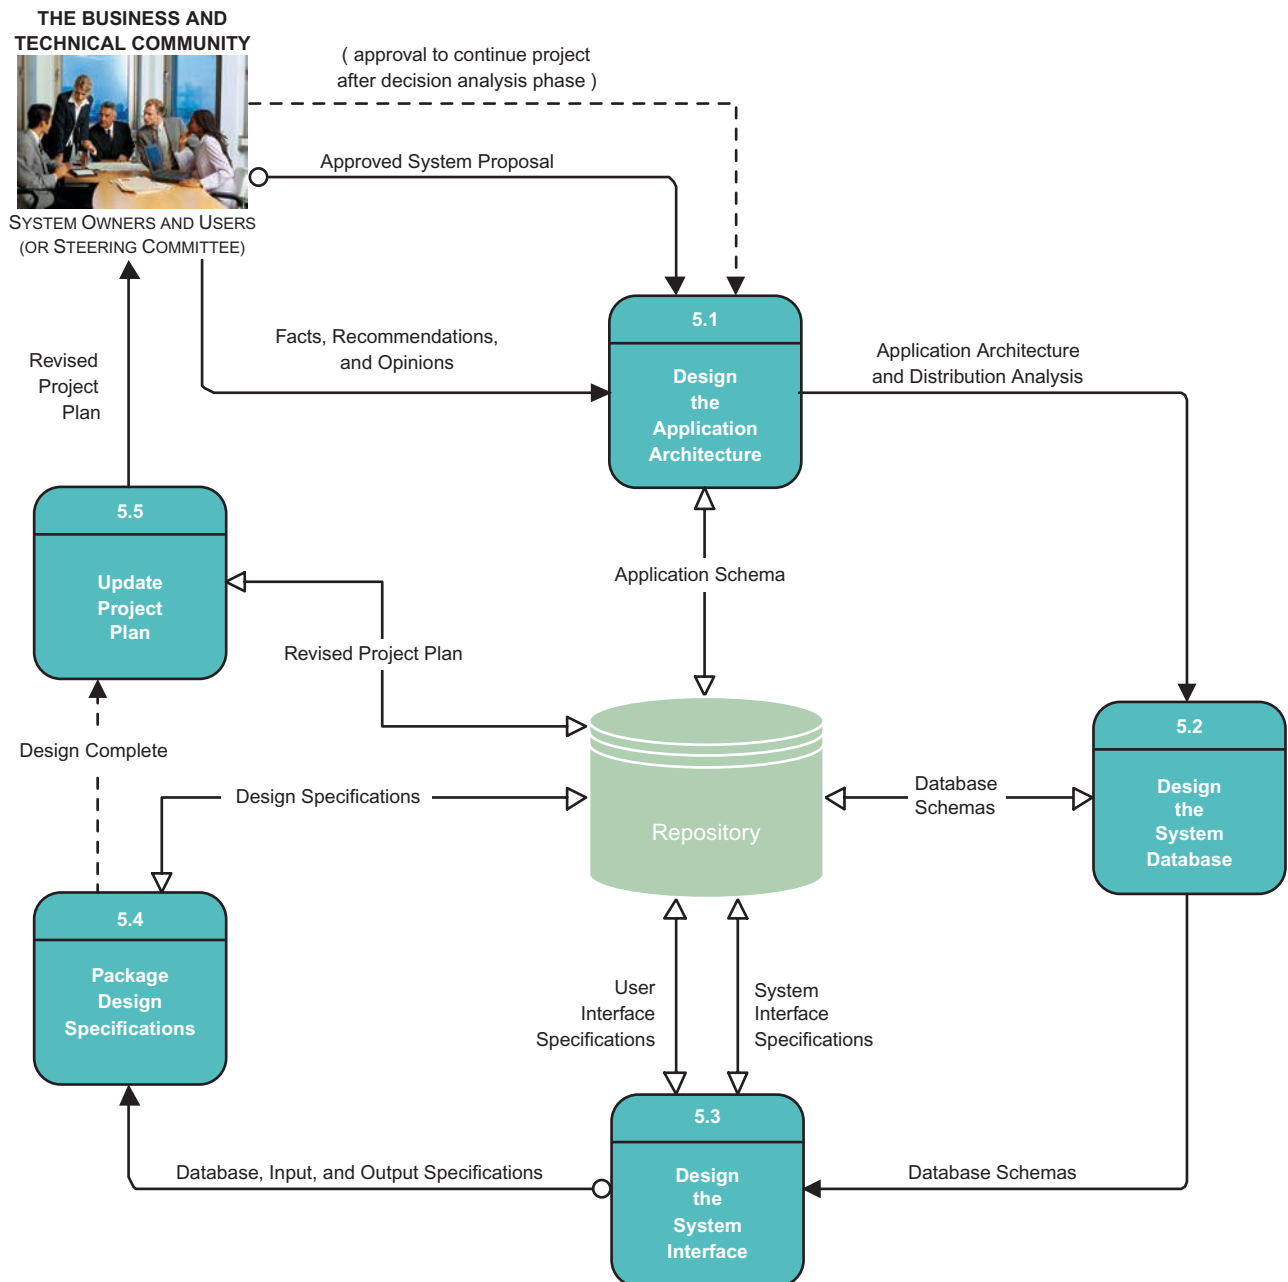 THE BUSINESS AND
TECHNICAL COMMUNITY
( approval to continue project
after decision analysis phase )
Approved System Proposal
SYSTEM OWNERS AND USERS
(OR STEERING COMMITTEE)
Facts, Recommendations,
and Opinions
Revised
Project
Plan
5.1
Design
the
Application
Architecture
Application Architecture
and Distribution Analysis
5.5
Update
Project
Plan
Application Schema
Revised Project Plan
Design Complete
Design Specifications
Repository
Database
Schemas
5.2
Design
the
System
Database
5.4
Package
Design
Specifications
User
Interface
Specifications
System
Interface
Specifications
5.3
Design
the
System
Interface
Database, Input, and Output Specifications
Database Schemas